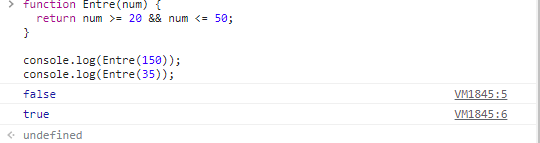 > function Entre(num) {
return num >= 20 && num <= 50;
}
console.log(Entre(150));
console.log(Entre(35));
false VM1845:5
true VM1845:6
undefined